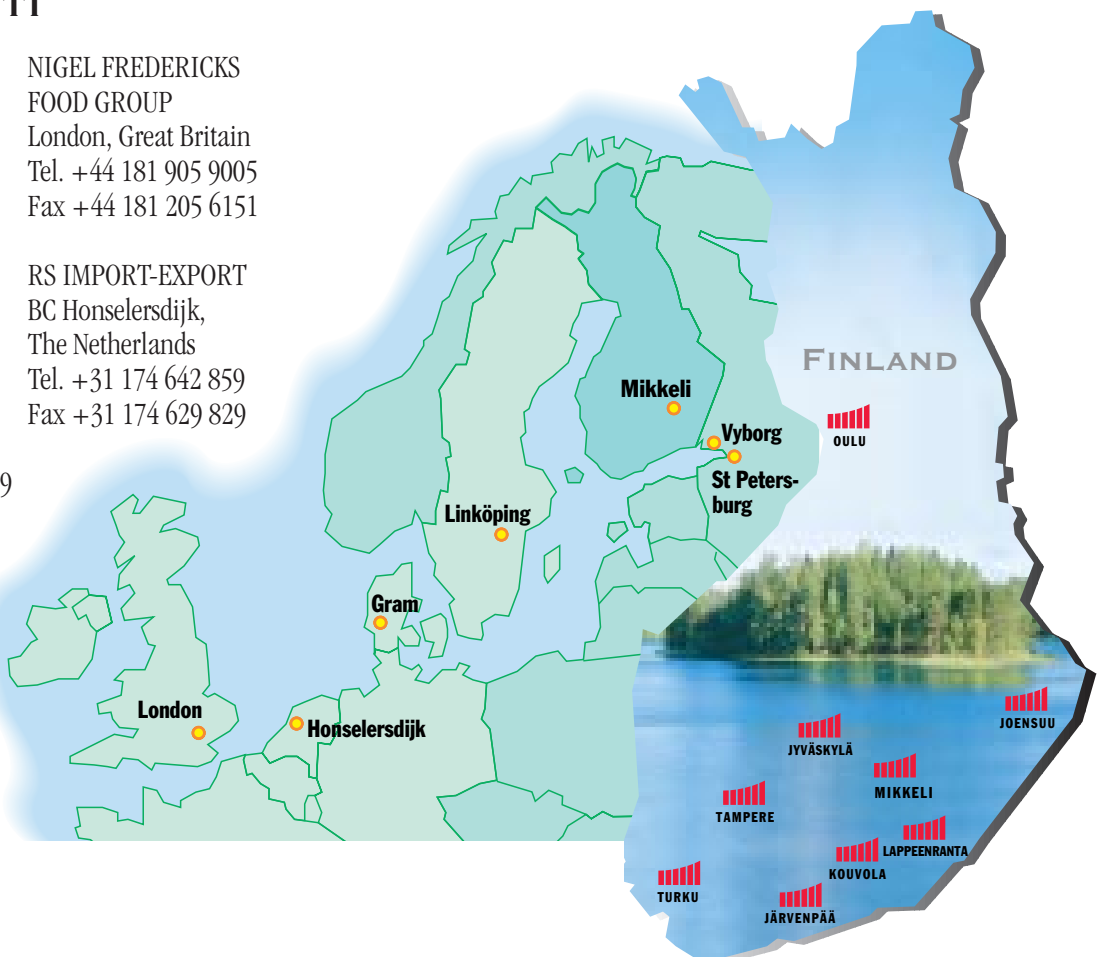 11
NIGEL FREDERICKS
FOOD GROUP
London, Great Britain
Tel. +44 181 905 9005
Fax +44 181 205 6151
RS IMPORT-EXPORT
BC Honselersdijk,
The Netherlands
Tel. +31 174 642 859
Fax +31 174 629 829
9
Mikkeli
Vyborg
St Peters-
burg
Linköping
Gram
London
Honselersdijk
FINLAND
OULU
JOENSUU
JYVÄSKYLÄ
MIKKELI
TAMPERE
LAPPEENRANTA
KOUVOLA
TURKU
JÄRVENPÄÄ